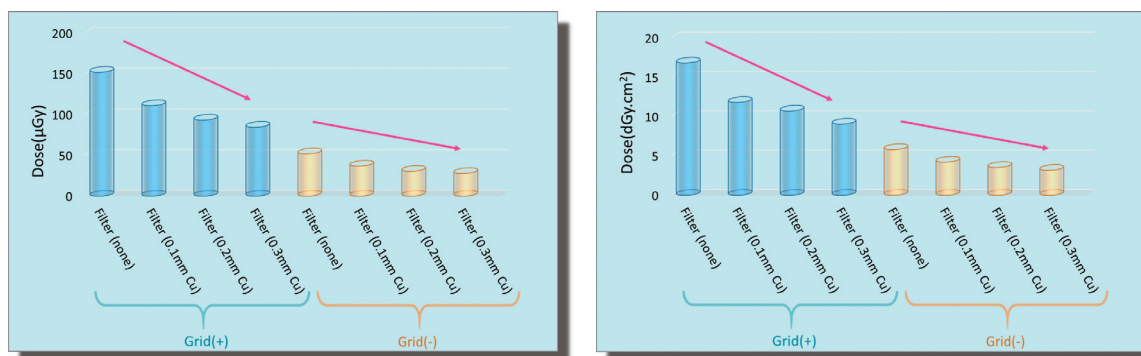 200
150
100
50
0
Dose(µGy)
Filter (none)
Filter (0.1mm Cu)
Filter (0.2mm Cu)
Filter (0.3mm Cu)
Filter (none)
Filter (0.1mm Cu)
Filter (0.2mm Cu)
Filter (0.3mm Cu)
Grid(+)
Grid(-)
20
15
10
5
0
Dose(dGy.cm²)
Filter (none)
Filter (0.1mm Cu)
Filter (0.2mm Cu)
Filter (0.3mm Cu)
Filter (none)
Filter (0.1mm Cu)
Filter (0.2mm Cu)
Filter (0.3mm Cu)
Grid(+)
Grid(-)